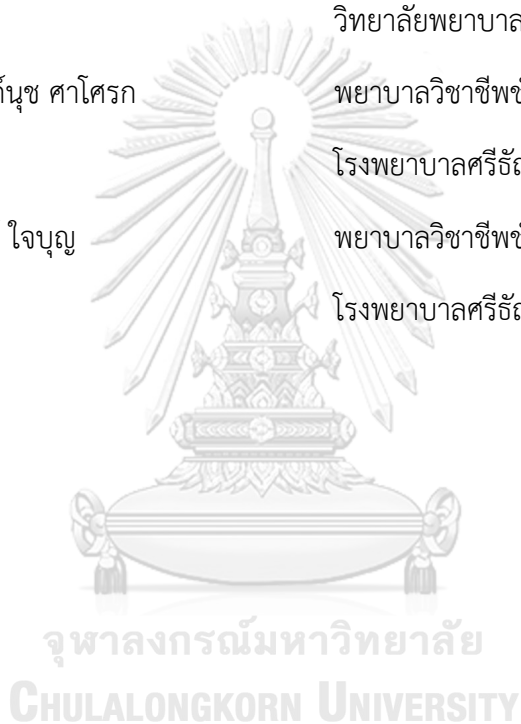 วิทยาลัยพยาบาล
นุช ศาโศรก พยาบาลวิชาชีพช
โรงพยาบาลศรีธัญ
ใจบุญ พยาบาลวิชาชีพช
โรงพยาบาลศรีธัญ
จุฬาลงกรณ์มหาวิทยาลัย
CHULALONGKORN UNIVERSITY